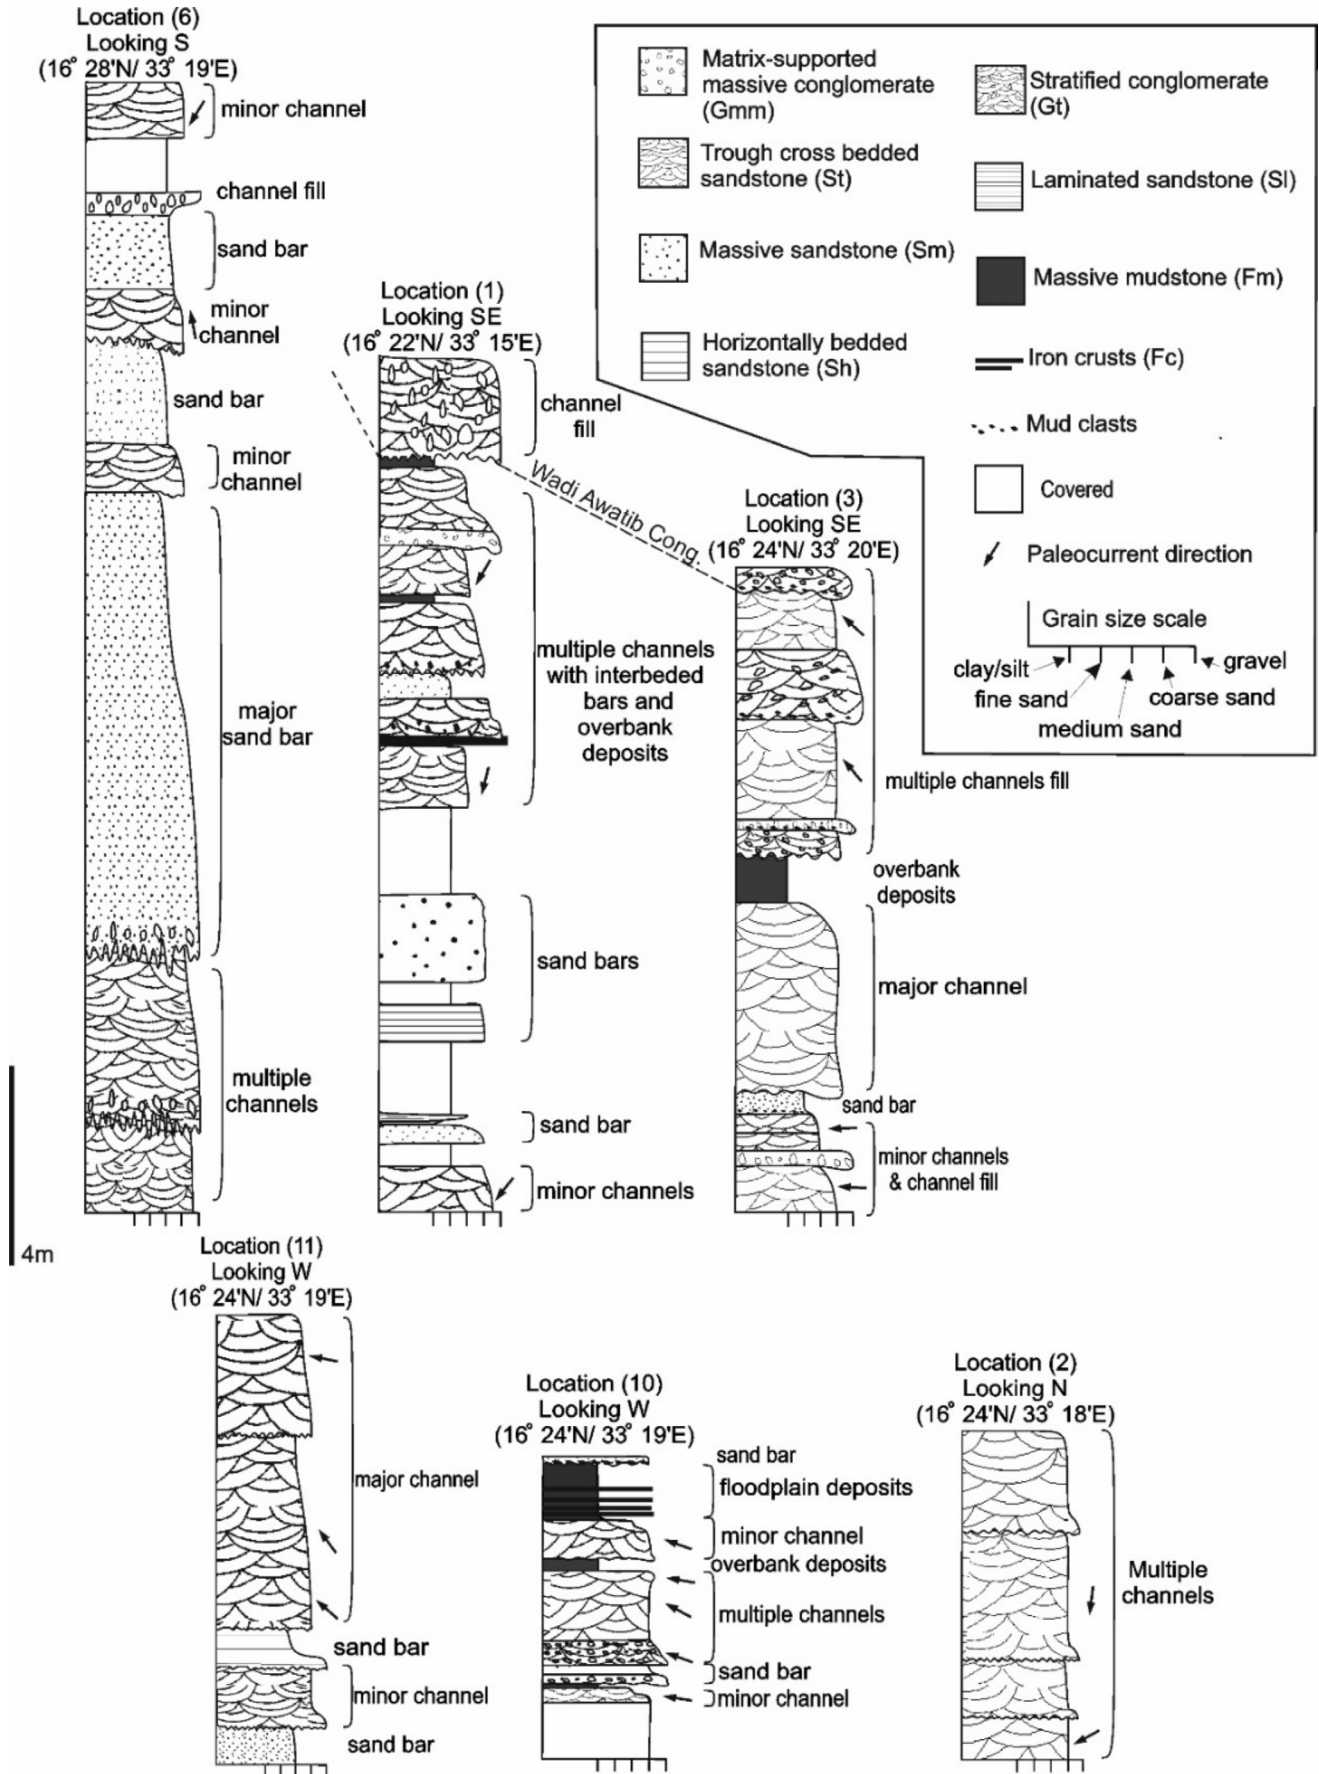 Location (6)
Looking S
(16° 28'N/ 33° 19'E)
minor channel
channel fill
sand bar
minor
channel
sand bar
minor
channel
major
sand bar
multiple
channels
4m
Location (1)
Looking SE
(16° 22'N/ 33° 15'E)
channel
fill
Wadi Awatib Cong.
multiple channels
with interbeded
bars and
overbank
deposits
sand bars
sand bar
minor channels
Location (3)
Looking SE
(16° 24'N/ 33° 20'E)
multiple channels fill
overbank
deposits
major channel
sand bar
minor channels
& channel fill
Matrix-supported
massive conglomerate
(Gmm)
Trough cross bedded
sandstone (St)
Massive sandstone (Sm)
Horizontally bedded
sandstone (Sh)
Stratified conglomerate
(Gt)
Laminated sandstone (Sl)
Massive mudstone (Fm)
Iron crusts (Fc)
Mud clasts
Covered
Paleocurrent direction
Grain size scale
clay/silt
gravel
fine sand
coarse sand
medium sand
Location (11)
Looking W
(16° 24'N/ 33° 19'E)
major channel
sand bar
minor channel
sand bar
Location (10)
Looking W
(16° 24'N/ 33° 19'E)
sand bar
floodplain deposits
minor channel
overbank deposits
multiple channels
sand bar
minor channel
Location (2)
Looking N
(16° 24'N/ 33° 18'E)
Multiple
channels